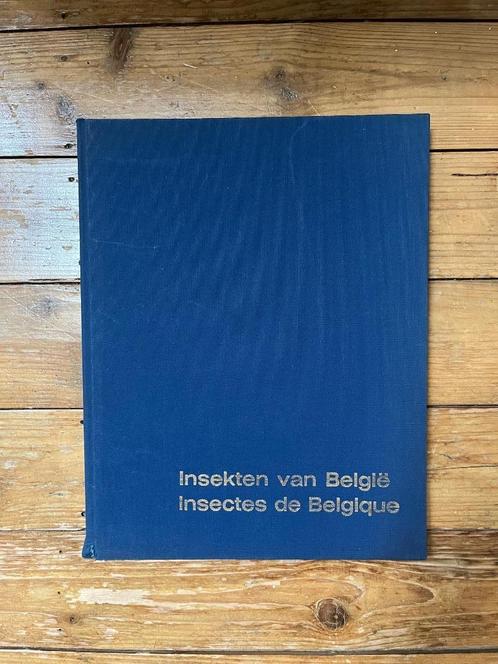 Insekten van België
Insectes de Belgique